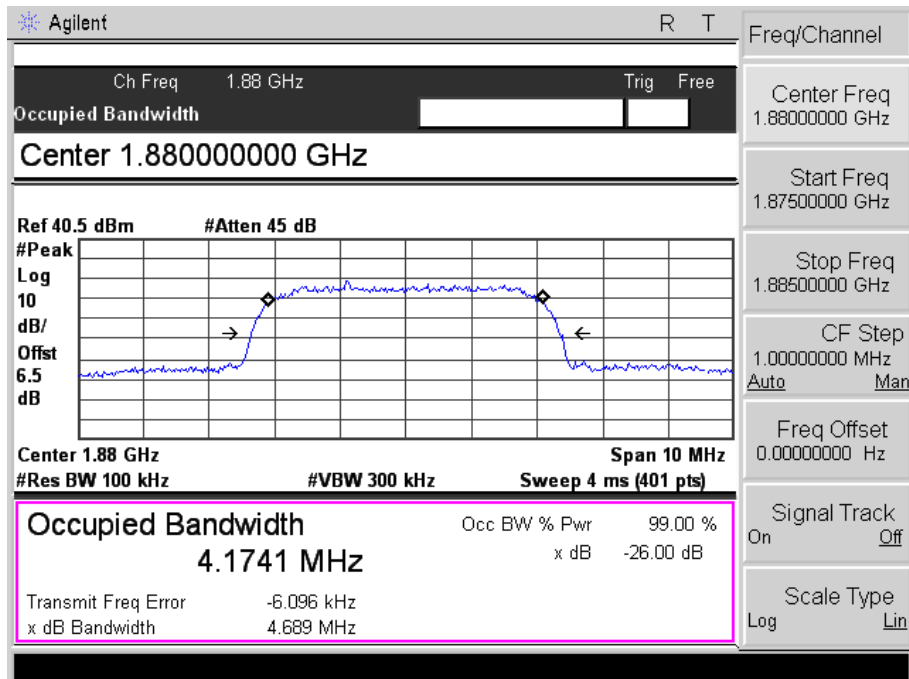 Agilent R T
Ch Freq 1.88 GHz Trig Free
Occupied Bandwidth
Center 1.880000000 GHz
Ref 40.5 dBm #Atten 45 dB
#Peak
Log
10
dB/
Offst
6.5
dB
Center 1.88 GHz Span 10 MHz
#Res BW 100 kHz #VBW 300 kHz Sweep 4 ms (401 pts)
Occupied Bandwidth
4.1741 MHz
Occ BW % Pwr 99.00 %
x dB -26.00 dB
Transmit Freq Error -6.096 kHz
x dB Bandwidth 4.689 MHz
Freq/Channel
Center Freq
1.88000000 GHz
Start Freq
1.87500000 GHz
Stop Freq
1.88500000 GHz
CF Step
1.00000000 MHz
Auto Man
Freq Offset
0.00000000 Hz
Signal Track
On Off
Scale Type
Log Lin